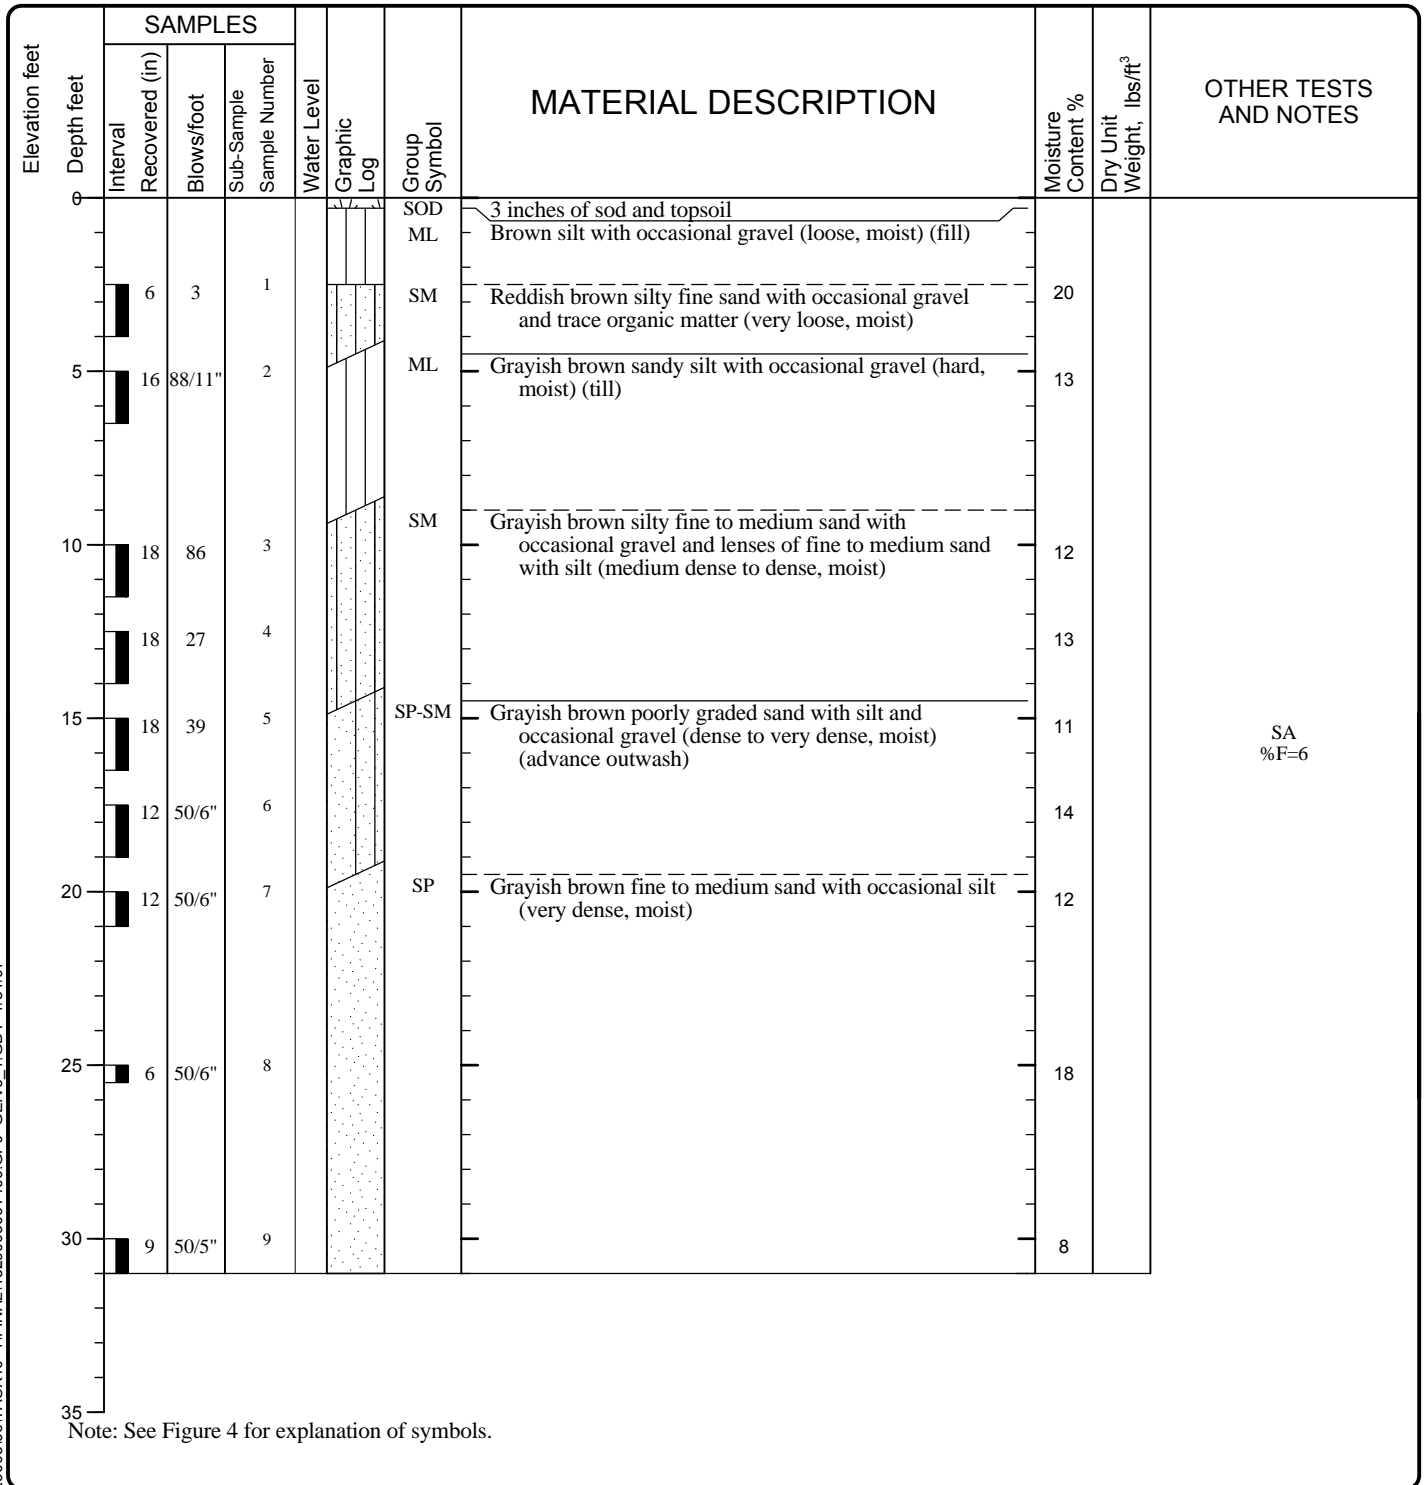 SAMPLES
Elevation feet
Depth feet
Interval
Recovered (in)
Blows/foot
Sub-Sample
Sample Number
Water Level
Graphic
Log
Group
Symbol
MATERIAL DESCRIPTION
Moisture
Content %
Dry Unit
Weight, lbs/ft³
OTHER TESTS
AND NOTES
0
SOD 3 inches of sod and topsoil
ML Brown silt with occasional gravel (loose, moist) (fill)
6 3 1 SM Reddish brown silty fine sand with occasional gravel 20
and trace organic matter (very loose, moist)
5 16 88/11" 2 ML Grayish brown sandy silt with occasional gravel (hard, 13
moist) (till)
SM Grayish brown silty fine to medium sand with
10 18 86 3 occasional gravel and lenses of fine to medium sand 12
with silt (medium dense to dense, moist)
18 27 4 13
15 18 39 5 SP-SM Grayish brown poorly graded sand with silt and 11
occasional gravel (dense to very dense, moist) SA
(advance outwash) %F=6
12 50/6" 6 14
20 12 50/6" 7 SP Grayish brown fine to medium sand with occasional silt 12
(very dense, moist)
25 6 50/6" 8 18
30 9 50/5" 9 8
35
Note: See Figure 4 for explanation of symbols.